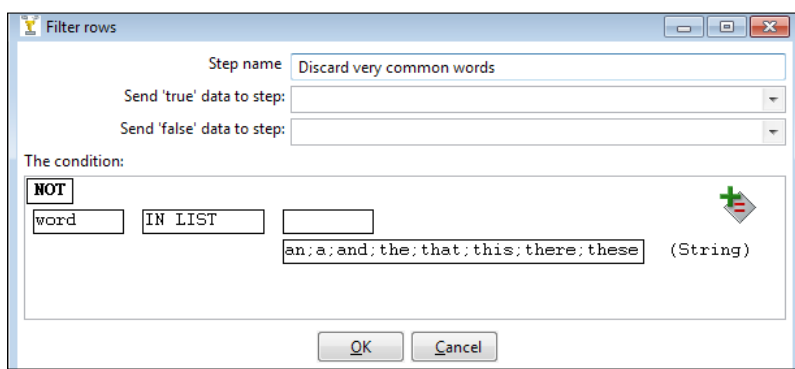 Filter rows
Step name Discard very common words
Send 'true' data to step:
Send 'false' data to step:
The condition:
NOT
word IN LIST
an;a;and;the;that;this;there;these (String)
OK Cancel